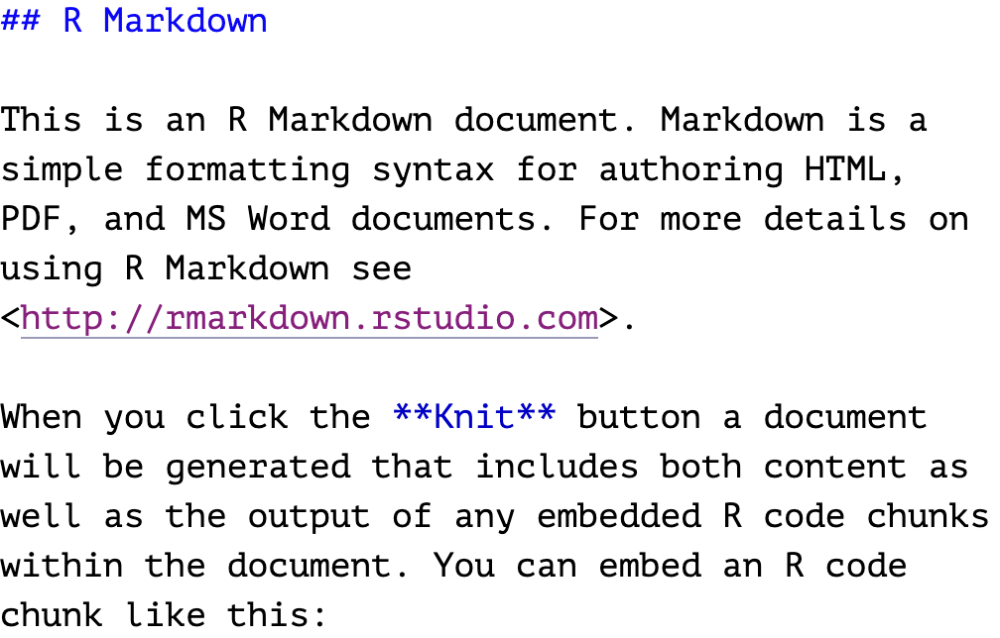 ## R Markdown
This is an R Markdown document. Markdown is a
simple formatting syntax for authoring HTML,
PDF, and MS Word documents. For more details on
using R Markdown see
<http://rmarkdown.rstudio.com>.
When you click the **Knit** button a document
will be generated that includes both content as
well as the output of any embedded R code chunks
within the document. You can embed an R code
chunk like this: